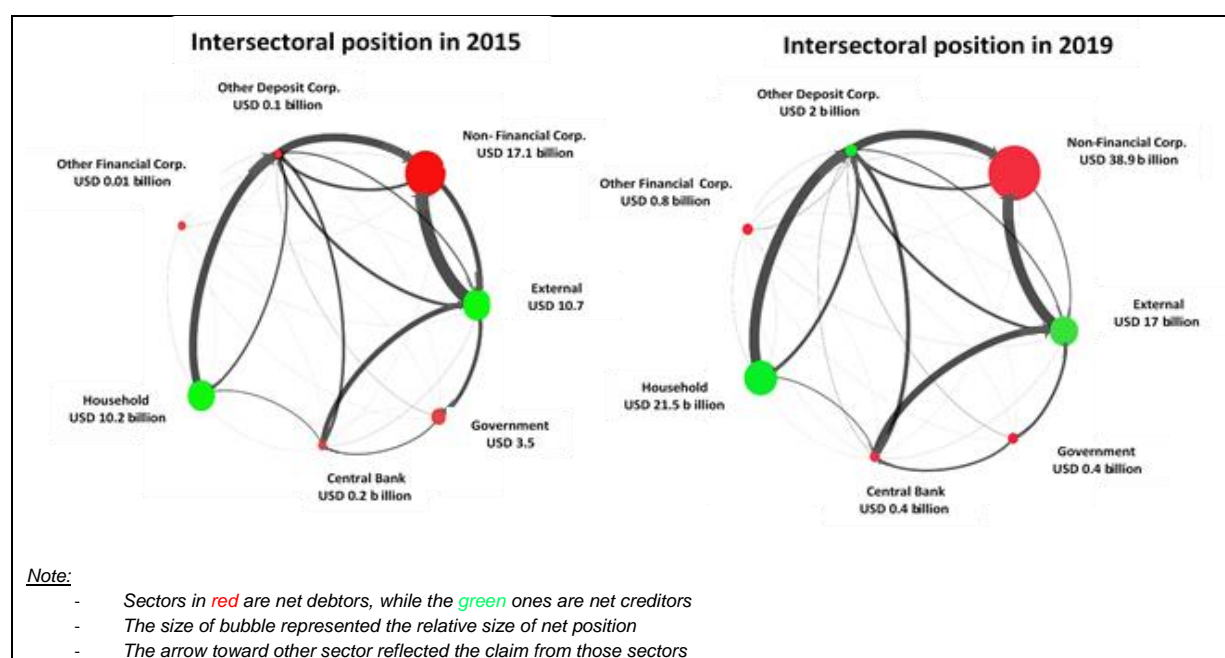 Intersectoral position in 2015
Other Deposit Corp.
USD 0.1 billion
Non- Financial Corp.
USD 17.1 billion
Other Financial Corp.
USD 0.01 billion
External
USD 10.7
Household
USD 10.2 billion
Government
USD 3.5
Central Bank
USD 0.2 b illion
Intersectoral position in 2019
Other Deposit Corp.
USD 2 b illion
Non-Financial Corp.
USD 38.9 b illion
Other Financial Corp.
USD 0.8 billion
External
USD 17 billion
Household
USD 21.5 b illion
Government
USD 0.4 billion
Central Bank
USD 0.4 billion
Note:
- Sectors in red are net debtors, while the green ones are net creditors
- The size of bubble represented the relative size of net position
- The arrow toward other sector reflected the claim from those sectors